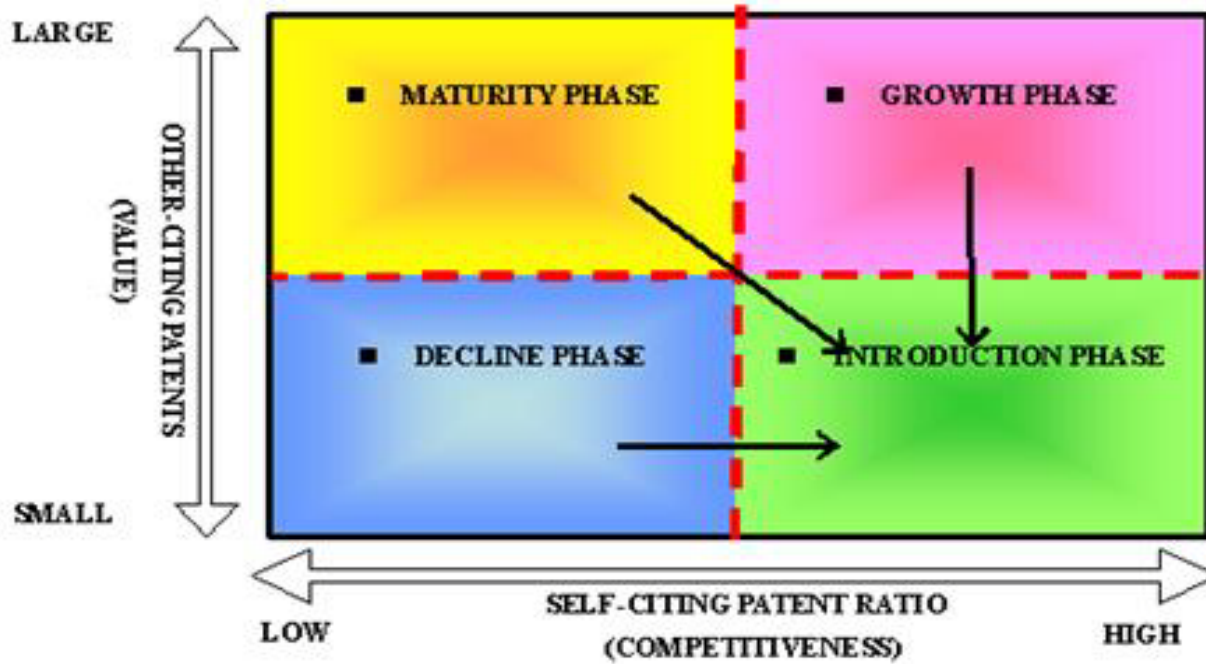 LARGE
OTHER-CITING PATENTS
(VALUE)
SMALL
■ MATURITY PHASE
■ GROWTH PHASE
■ DECLINE PHASE
■ INTRODUCTION PHASE
SELF-CITING PATENT RATIO
(COMPETITIVENESS)
LOW
HIGH